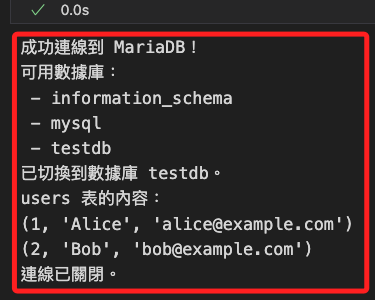 0.0s
成功連線到 MariaDB！
可用數據庫：
- information_schema
- mysql
- testdb
已切換到數據庫 testdb。
users 表的內容：
(1, 'Alice', 'alice@example.com')
(2, 'Bob', 'bob@example.com')
連線已關閉。